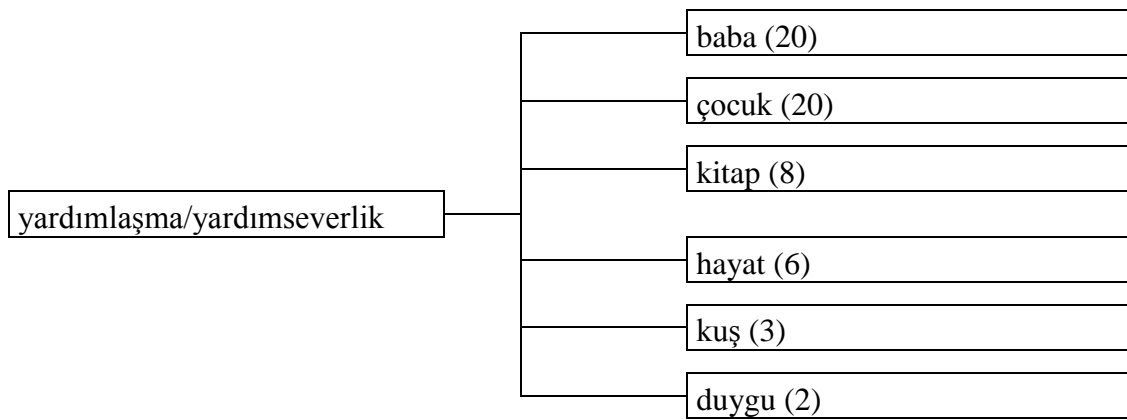 baba (20)
çocuk (20)
kitap (8)
yardımlaşma/yardımseverlik
hayat (6)
kuş (3)
duygu (2)